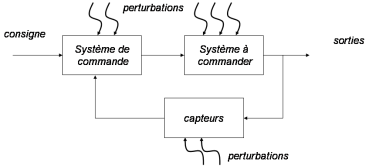 perturbations
consigne
Système de
commande
Système à
commander
sorties
capteurs
perturbations